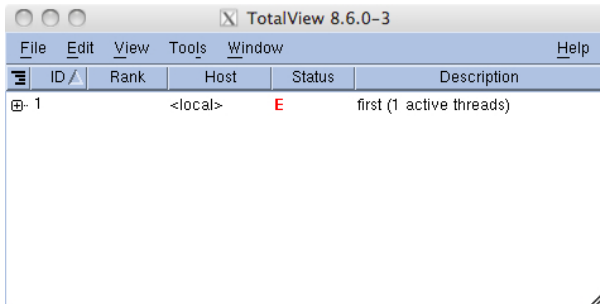 TotalView 8.6.0-3
File Edit View Tools Window Help
ID Rank Host Status Description
1 <local> E first (1 active threads)